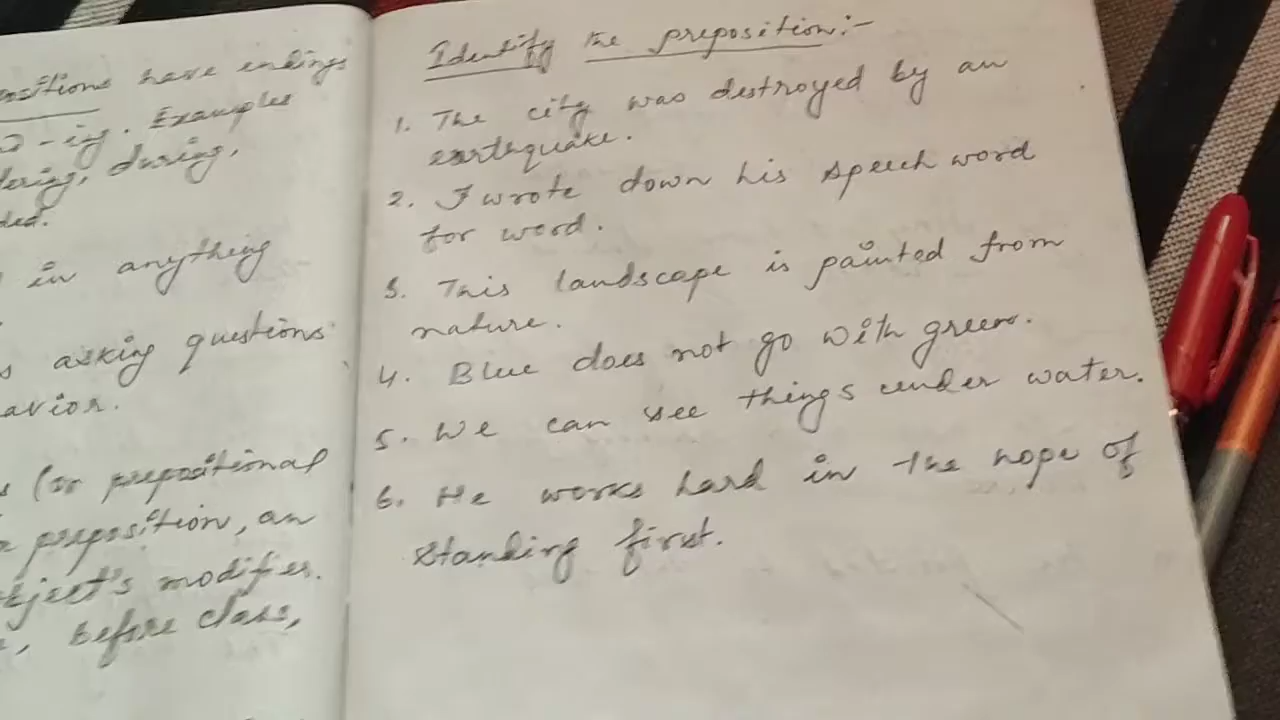 ositions have endings
-ing. Examples
dering, during,
ded.
in anything
s asking questions
avior.
s (or prepositional
preposition, an
bject's modifier.
, before class,
Identify the preposition:-
1. The city was destroyed by an
earthquake.
2. I wrote down his speech word
for word.
3. This landscape is painted from
nature.
4. Blue does not go with green.
5. We can see things under water.
6. He works hard in the hope of
standing first.